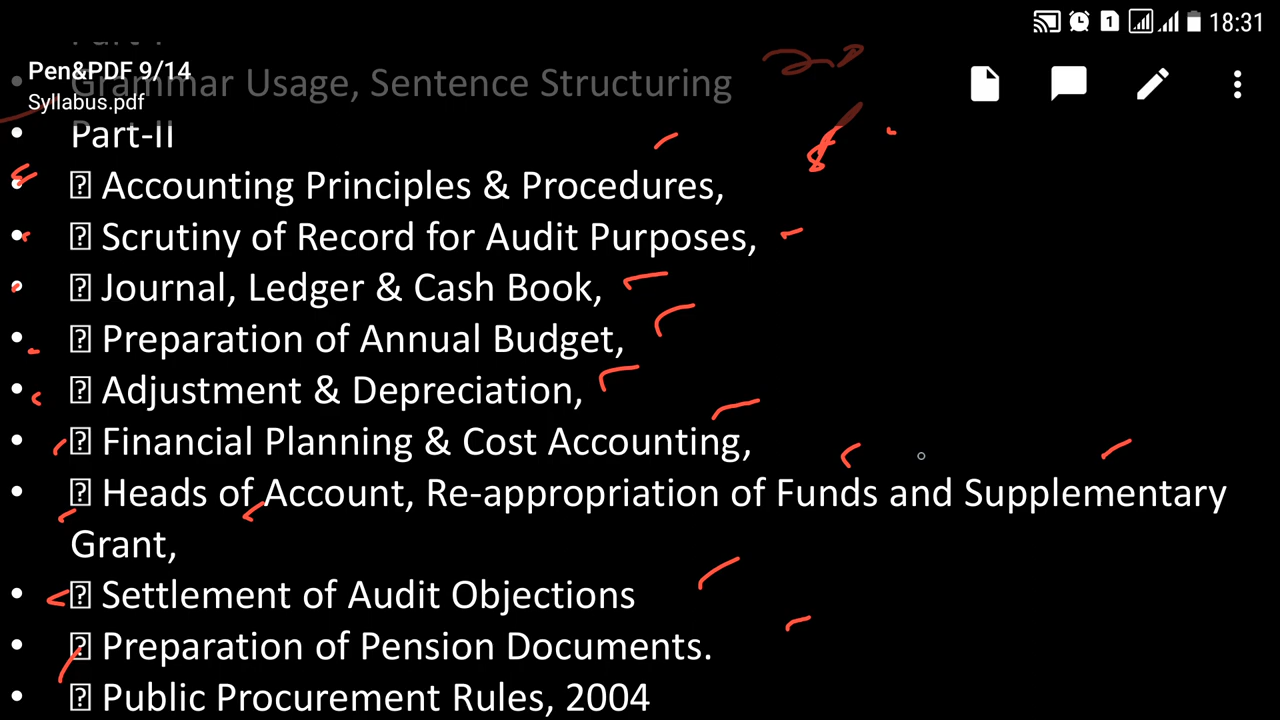 18:31
Part-I
Pen&PDF 9/14
• Grammar Usage, Sentence Structuring
Syllabus.pdf
• Part-II
• Accounting Principles & Procedures,
• Scrutiny of Record for Audit Purposes,
• Journal, Ledger & Cash Book,
• Preparation of Annual Budget,
• Adjustment & Depreciation,
• Financial Planning & Cost Accounting,
• Heads of Account, Re-appropriation of Funds and Supplementary
Grant,
• Settlement of Audit Objections
• Preparation of Pension Documents.
• Public Procurement Rules, 2004